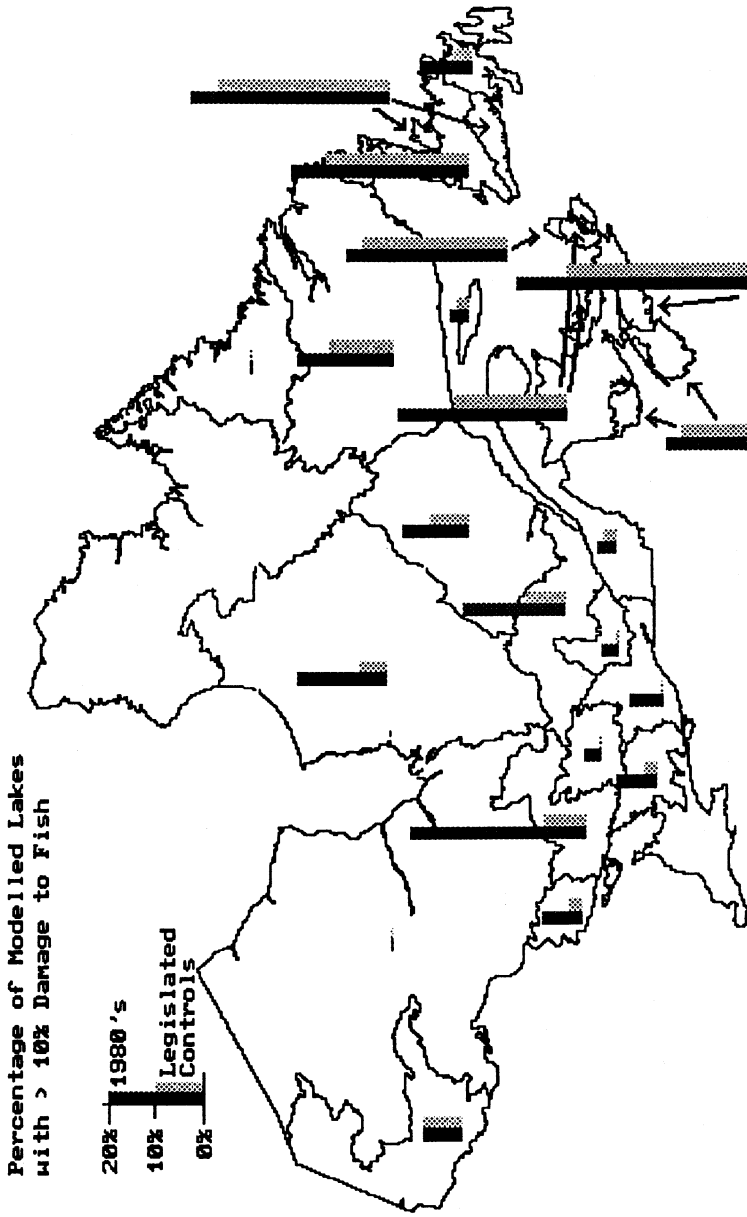 Percentage of Modelled Lakes
with > 10% Damage to Fish
20%
1980's
10%
Legislated
Controls
0%